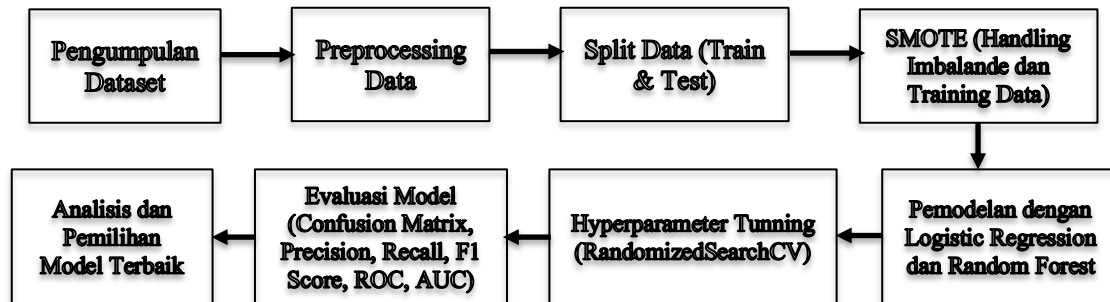 Pengumpulan
Dataset
Preprocessing
Data
Split Data (Train
& Test)
SMOTE (Handling
Imbalande dan
Training Data)
Pemodelan dengan
Logistic Regression
dan Random Forest
Hyperparameter Tunning
(RandomizedSearchCV)
Evaluasi Model
(Confusion Matrix,
Precision, Recall, F1
Score, ROC, AUC)
Analisis dan
Pemilihan
Model Terbaik